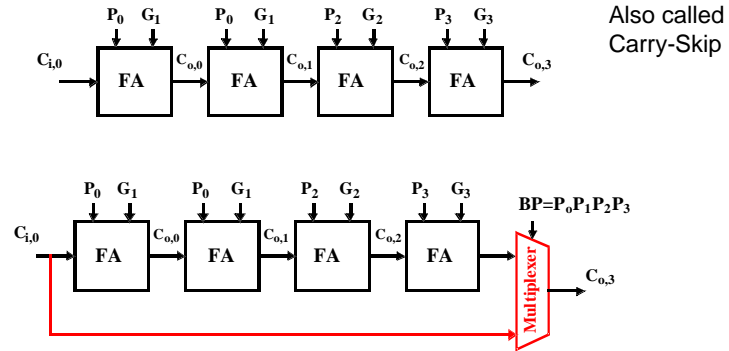 Also called
Carry-Skip
P0 G1 P0 G1 P2 G2 P3 G3
Ci,0 FA Co,0 FA Co,1 FA Co,2 FA Co,3
P0 G1 P0 G1 P2 G2 P3 G3 BP=PoP1P2P3
Ci,0 FA Co,0 FA Co,1 FA Co,2 FA Multiplexer Co,3